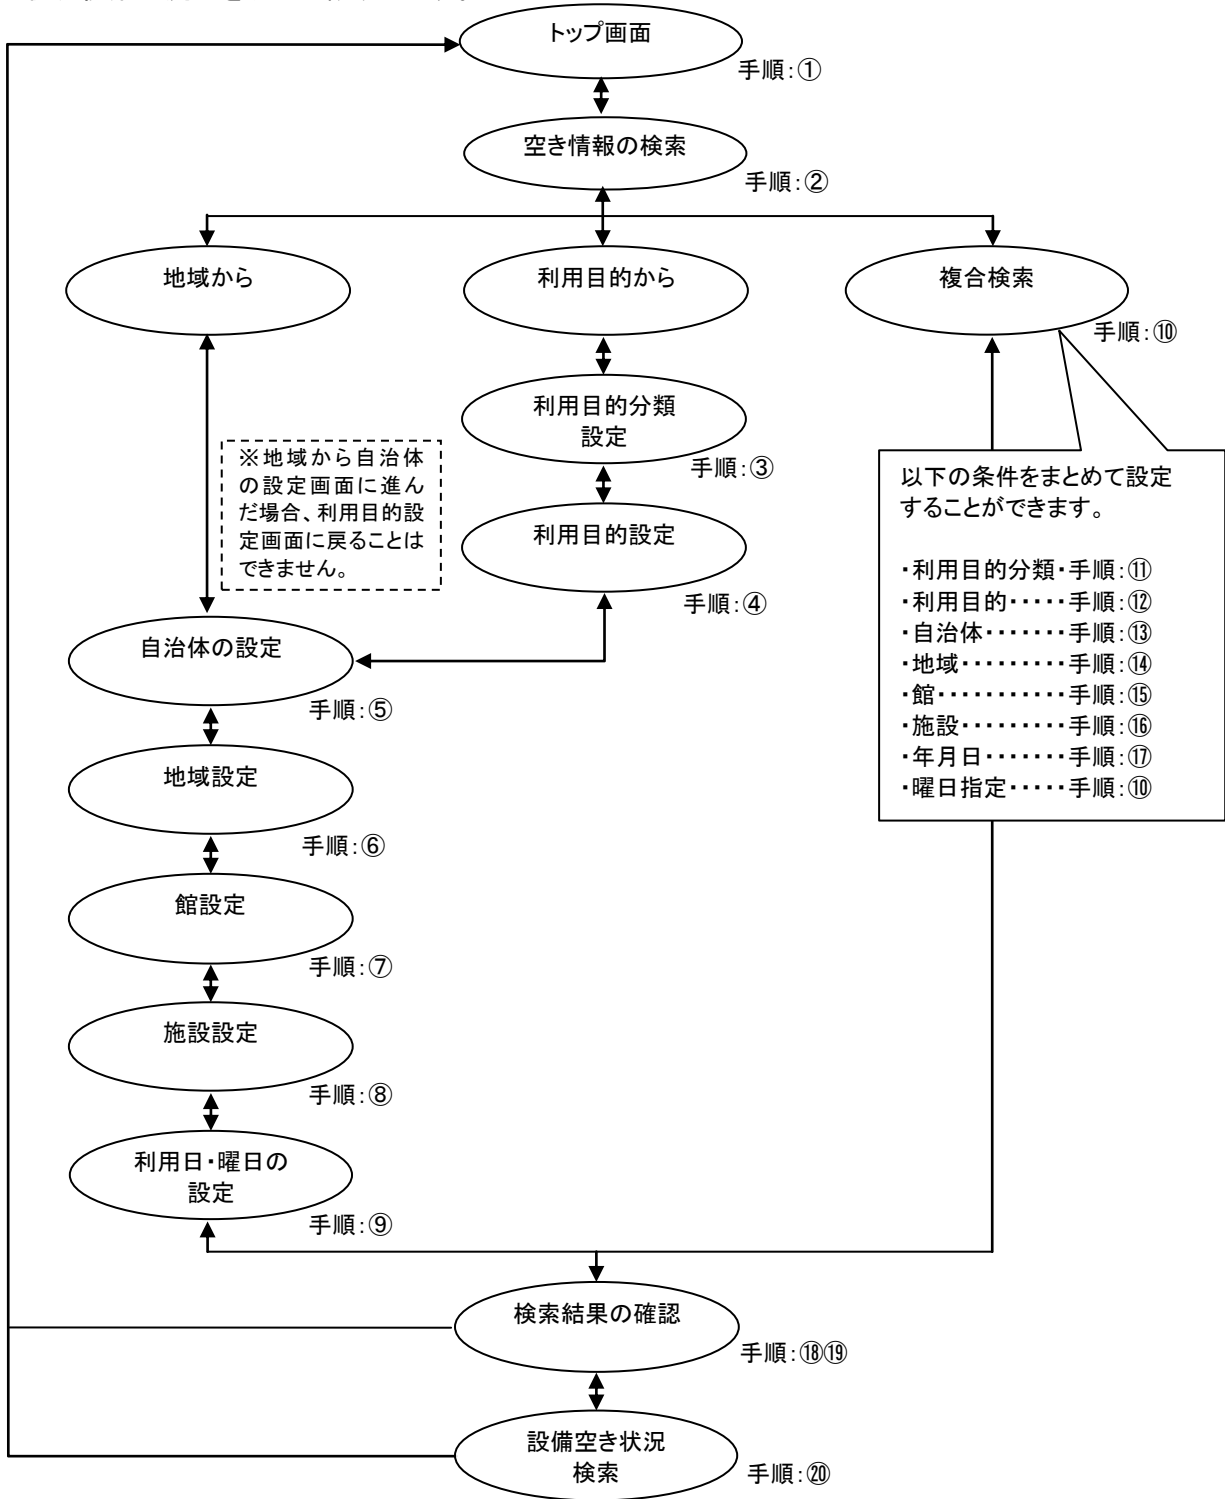 トップ画面
手順:①
空き情報の検索
手順:②
地域から
利用目的から
複合検索
手順:⑩
利用目的分類
設定
手順:③
※地域から自治体
の設定画面に進ん
だ場合、利用目的設
定画面に戻ることは
できません。
利用目的設定
手順:④
以下の条件をまとめて設定
することができます。
・利用目的分類・手順:⑪
・利用目的・・・・・手順:⑫
・自治体・・・・・・・手順:⑬
・地域・・・・・・・・・手順:⑭
・館・・・・・・・・・・・手順:⑮
・施設・・・・・・・・・手順:⑯
・年月日・・・・・・・手順:⑰
・曜日指定・・・・・手順:⑩
自治体の設定
手順:⑤
地域設定
手順:⑥
館設定
手順:⑦
施設設定
手順:⑧
利用日・曜日の
設定
手順:⑨
検索結果の確認
手順:⑱⑲
設備空き状況
検索
手順:⑳